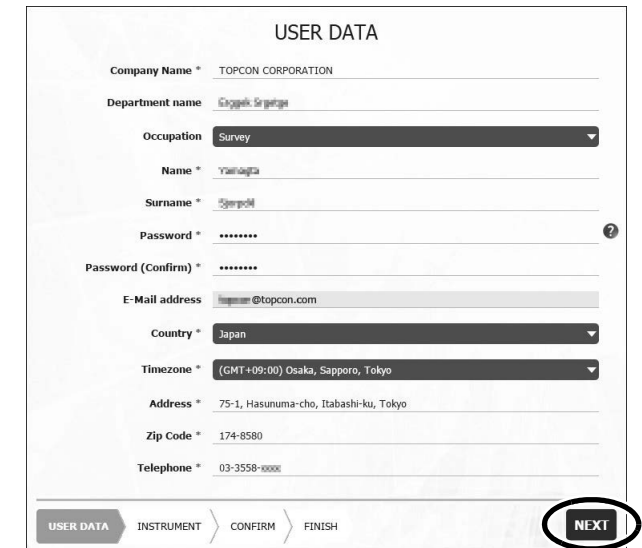 USER DATA
Company Name * TOPCON CORPORATION
Department name
Occupation Survey
Name *
Surname *
Password * ••••••••
?
Password (Confirm) * ••••••••
E-Mail address @topcon.com
Country * Japan
Timezone * (GMT+09:00) Osaka, Sapporo, Tokyo
Address * 75-1, Hasunuma-cho, Itabashi-ku, Tokyo
Zip Code * 174-8580
Telephone * 03-3558-
USER DATA INSTRUMENT CONFIRM FINISH NEXT